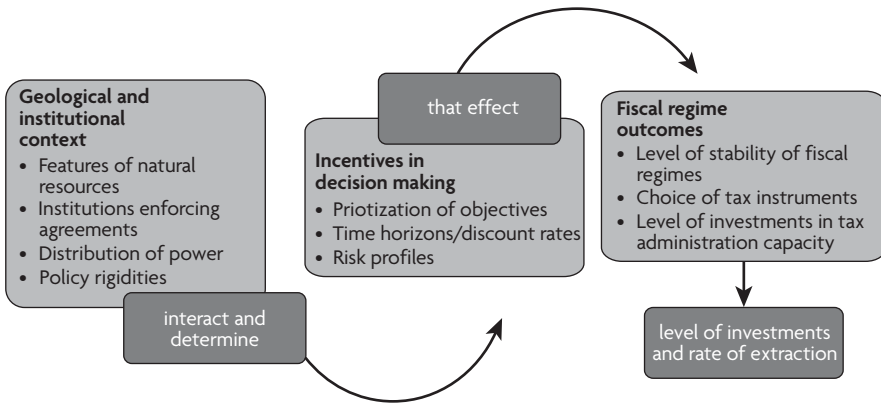 Geological and
institutional
context
• Features of natural
resources
• Institutions enforcing
agreements
• Distribution of power
• Policy rigidities
interact and
determine
that effect
Incentives in
decision making
• Priotization of objectives
• Time horizons/discount rates
• Risk profiles
Fiscal regime
outcomes
• Level of stability of fiscal
regimes
• Choice of tax instruments
• Level of investments in tax
administration capacity
level of investments
and rate of extraction